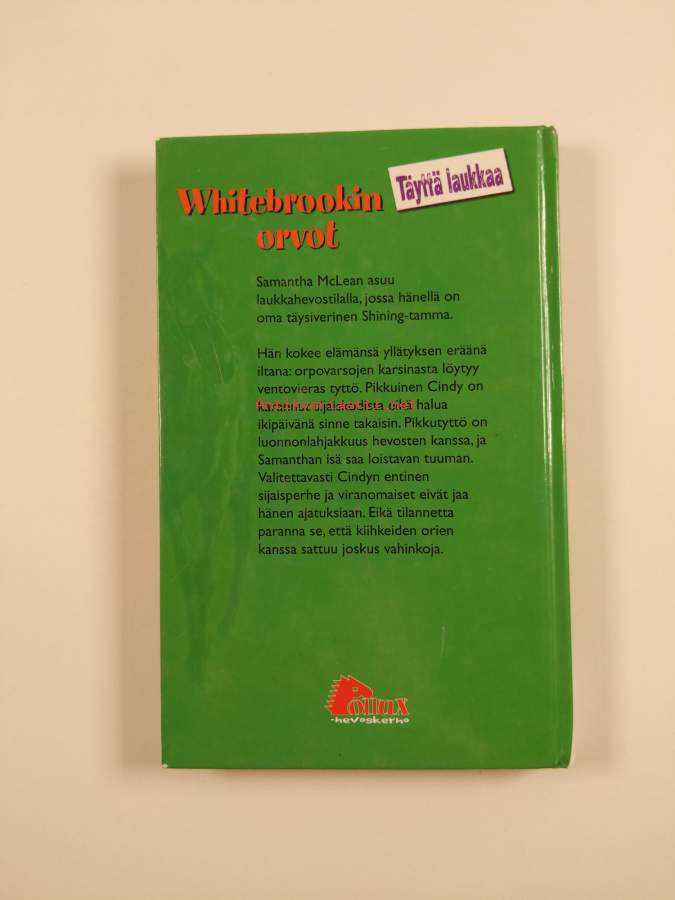 Täyttä laukkaa
Whitebrookin
orvot
Samantha McLean asuu
laukkahevostilalla, jossa hänellä on
oma täysiverinen Shining-tamma.
Hän kokee elämänsä yllätyksen eräänä
iltana: orpovarsojen karsinasta löytyy
ventovieras tyttö. Pikkuinen Cindy on
Antikvariaatti.net
halua
ikipäivänä sinne takaisin. Pikkutyttö on
luonnonlahjakkuus hevosten kanssa, ja
Samanthan isä saa loistavan tuuman.
Valitettavasti Cindyn entinen
sijaisperhe ja viranomaiset eivät jaa
hänen ajatuksiaan. Eikä tilannetta
paranna se, että kiihkeiden orien
kanssa sattuu joskus vahinkoja.
Pollux
-hevoskerho